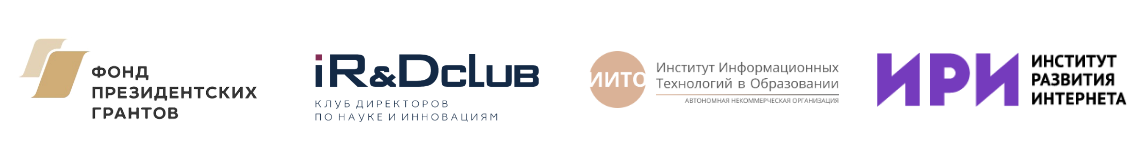 ФОНД
ПРЕЗИДЕНТСКИХ
ГРАНТОВ
iR&Dclub
КЛУБ ДИРЕКТОРОВ
ПО НАУКЕ И ИННОВАЦИЯМ
ИИТО
Институт Информационных
Технологий в Образовании
АВТОНОМНАЯ НЕКОММЕРЧЕСКАЯ ОРГАНИЗАЦИЯ
ИРИ
ИНСТИТУТ
РАЗВИТИЯ
ИНТЕРНЕТА